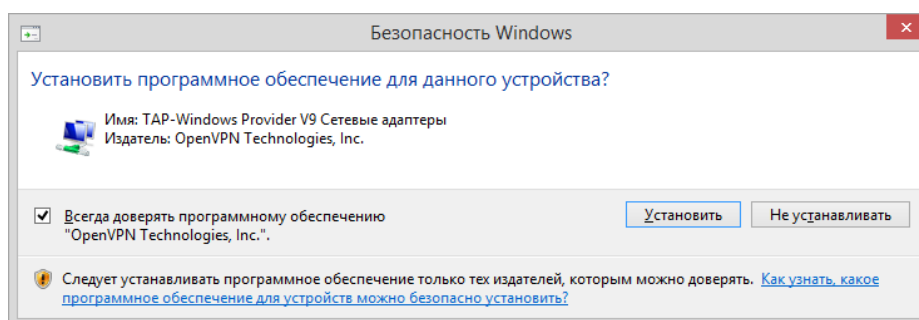 Безопасность Windows
Установить программное обеспечение для данного устройства?
Имя: TAP-Windows Provider V9 Сетевые адаптеры
Издатель: OpenVPN Technologies, Inc.
Всегда доверять программному обеспечению
"OpenVPN Technologies, Inc.".
Установить
Не устанавливать
Следует устанавливать программное обеспечение только тех издателей, которым можно доверять. Как узнать, какое
программное обеспечение для устройств можно безопасно установить?